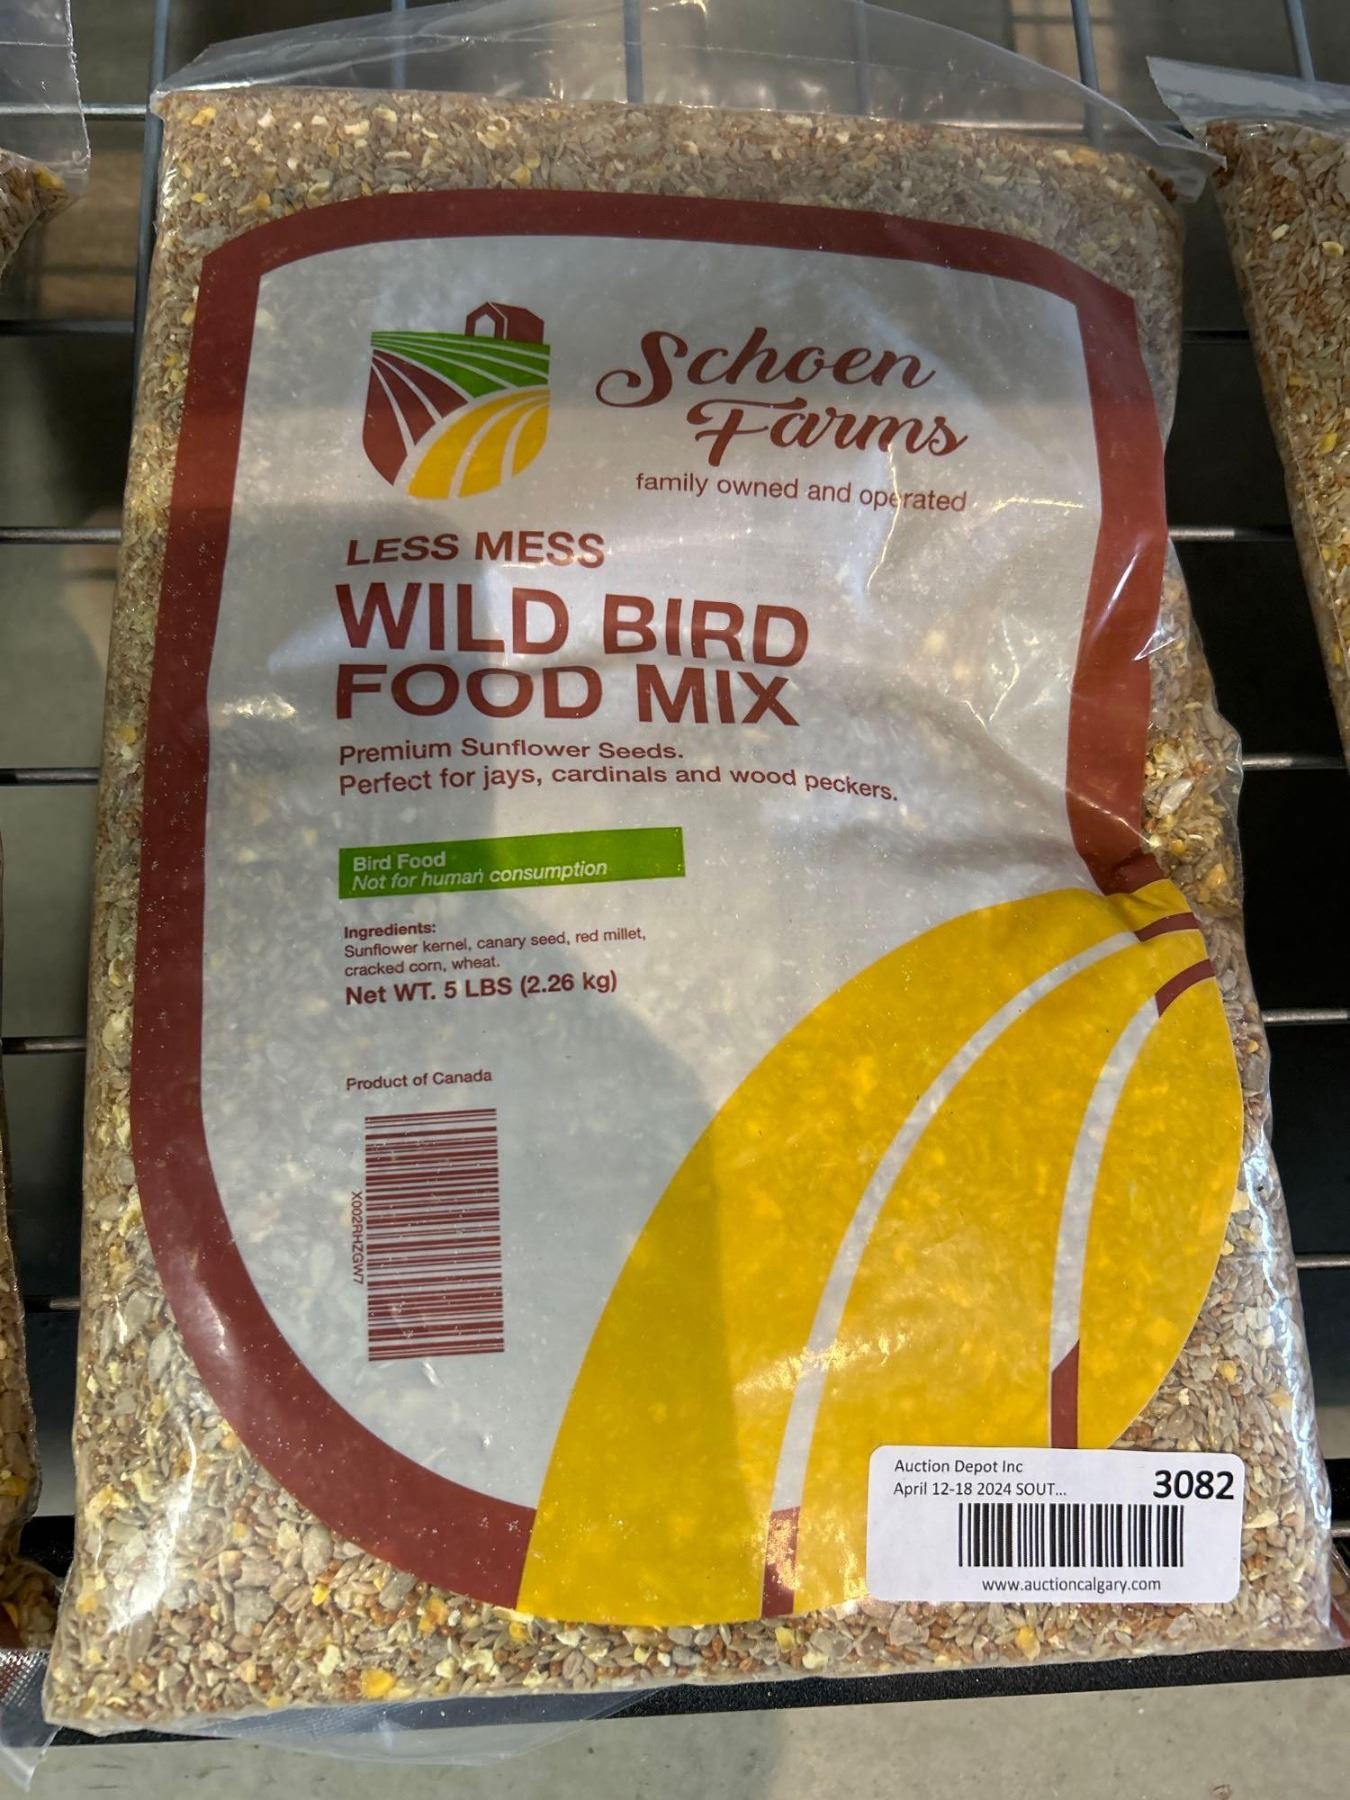 Schoen
Farms
family owned and operated
LESS MESS
WILD BIRD
FOOD MIX
Premium Sunflower Seeds.
Perfect for jays, cardinals and wood peckers.
Bird Food
Not for human consumption
Ingredients:
Sunflower kernel, canary seed, red millet,
cracked corn, wheat.
Net WT. 5 LBS (2.26 kg)
Product of Canada
X002RHZGW7
Auction Depot Inc
April 12-18 2024 SOUT...
3082
www.auctioncalgary.com